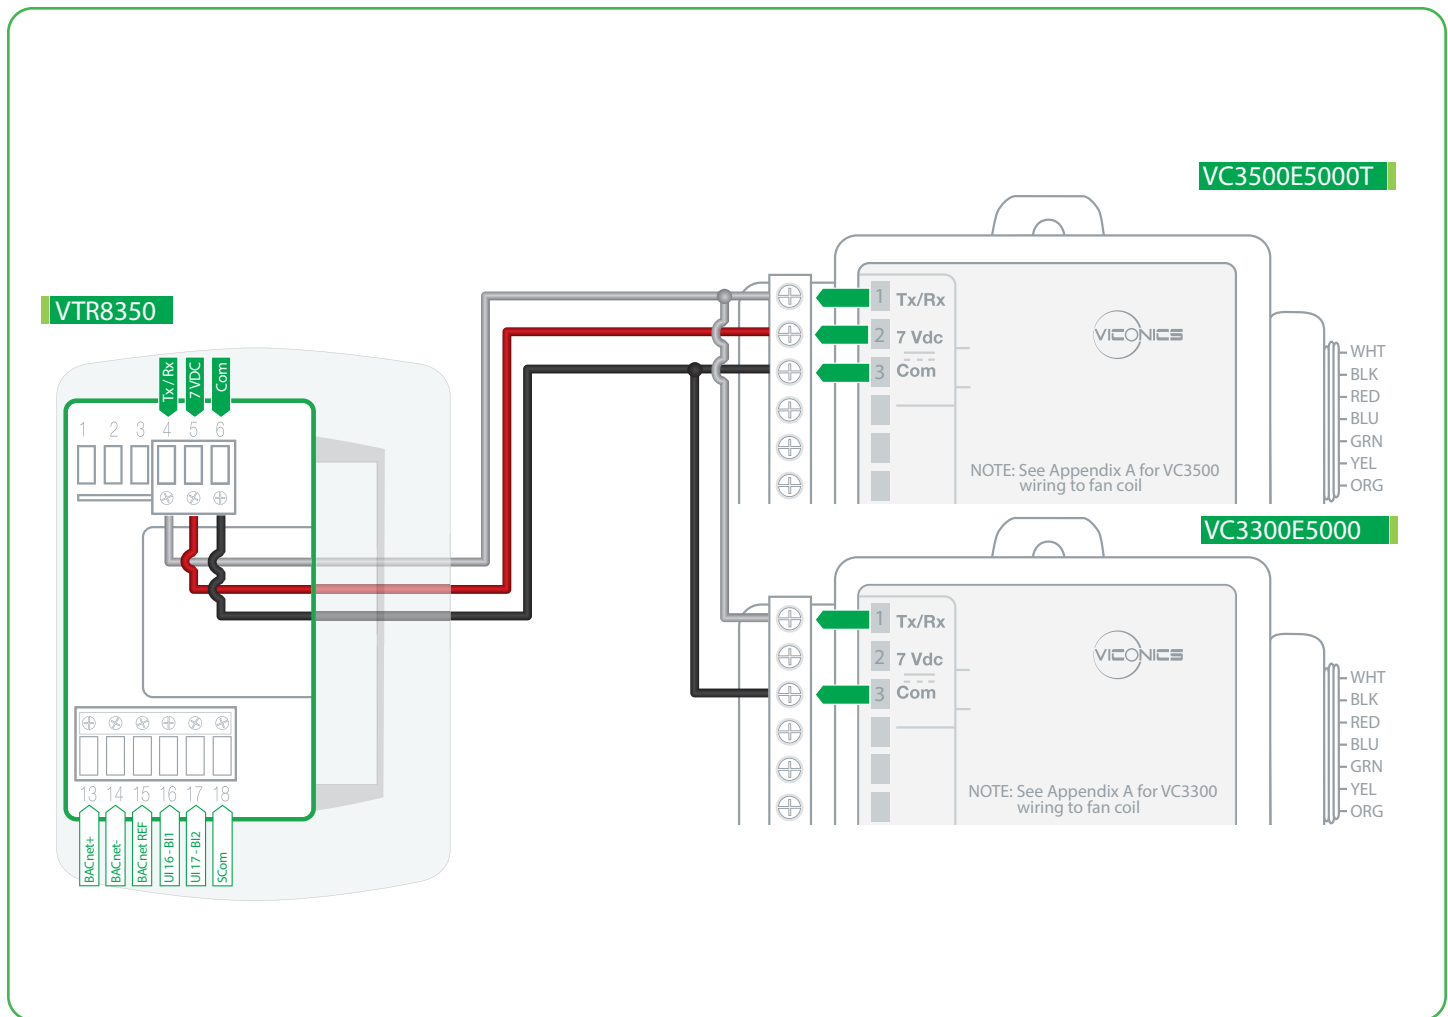 VC3500E5000T
VTR8350
Tx / Rx
7 VDC
Com
1 2 3 4 5 6
1 Tx/Rx
2 7 Vdc
3 Com
VICONICS
WHT
BLK
RED
BLU
GRN
YEL
ORG
NOTE: See Appendix A for VC3500
wiring to fan coil
VC3300E5000
1 Tx/Rx
2 7 Vdc
3 Com
VICONICS
WHT
BLK
RED
BLU
GRN
YEL
ORG
NOTE: See Appendix A for VC3300
wiring to fan coil
13 14 15 16 17 18
BACnet+
BACnet-
BACnet REF
UI 16 - BI1
UI 17 - BI2
SCom